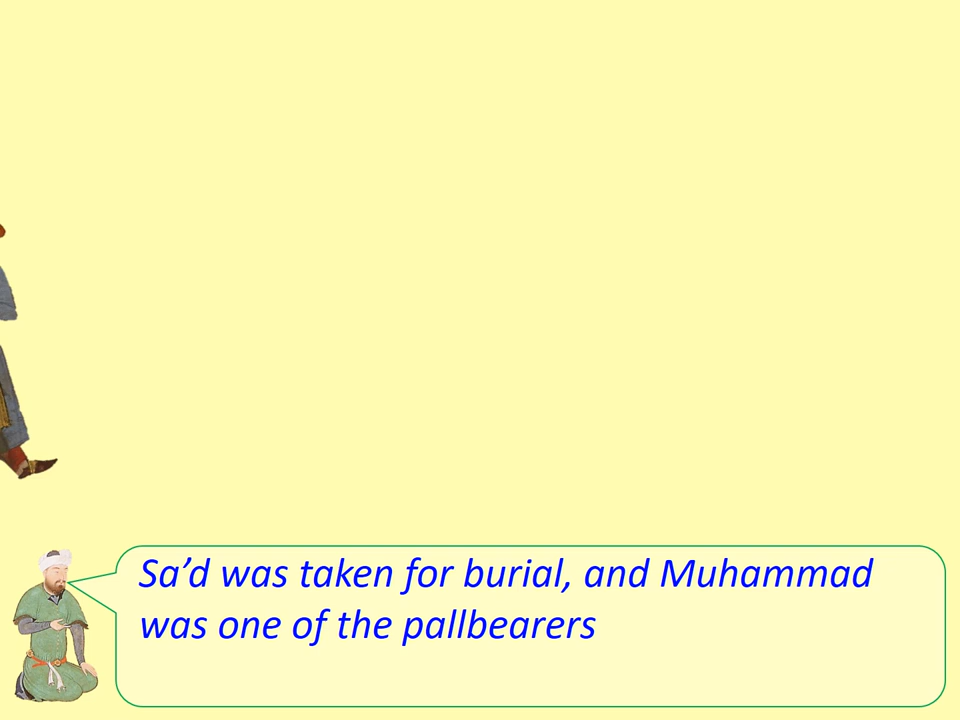 Sa’d was taken for burial, and Muhammad
was one of the pallbearers